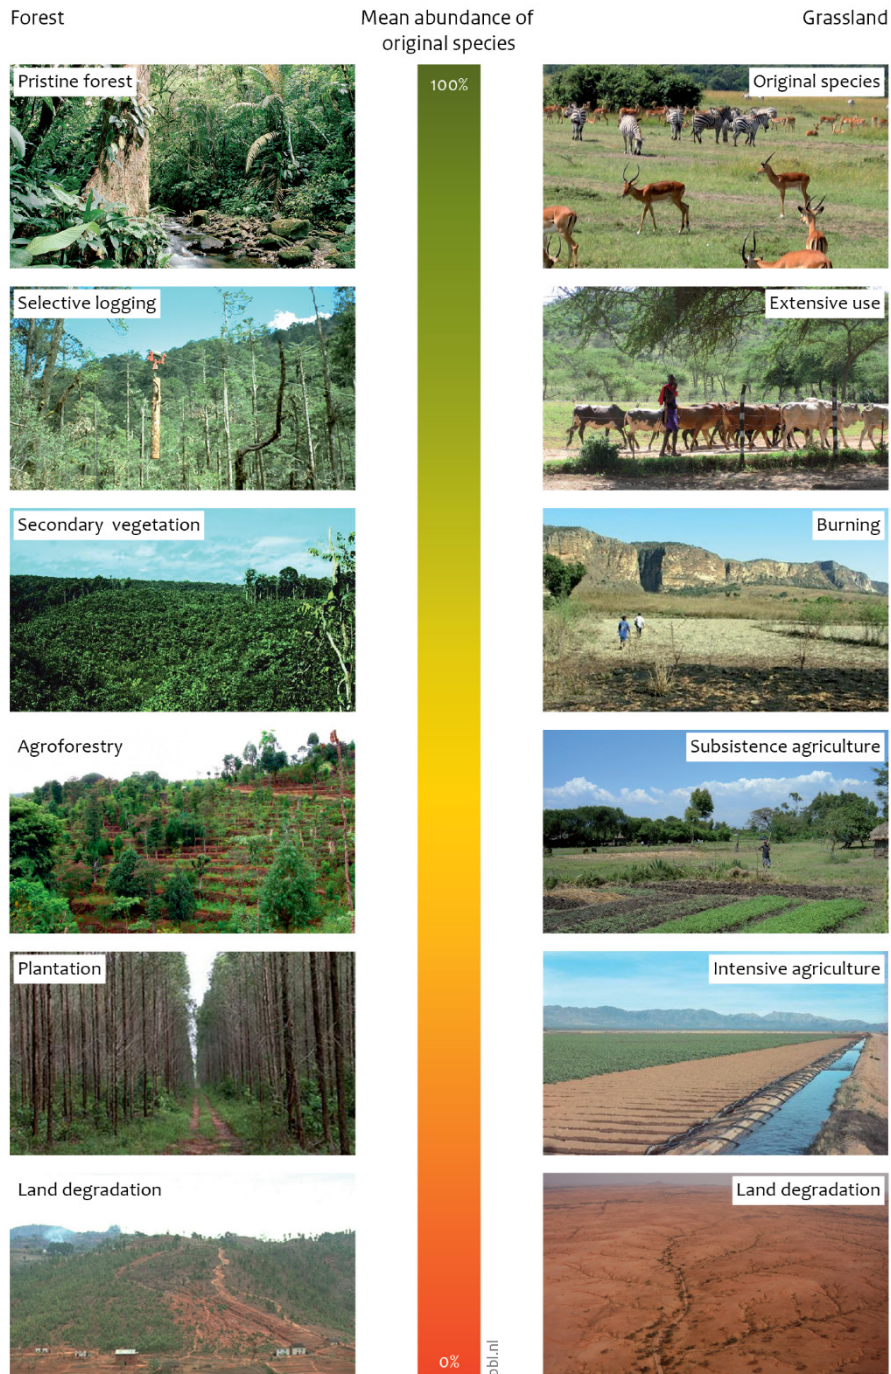 Forest
Mean abundance of
original species
Grassland
100%
Pristine forest
Original species
Selective logging
Extensive use
Secondary vegetation
Burning
Agroforestry
Subsistence agriculture
Plantation
Intensive agriculture
Land degradation
Land degradation
0%